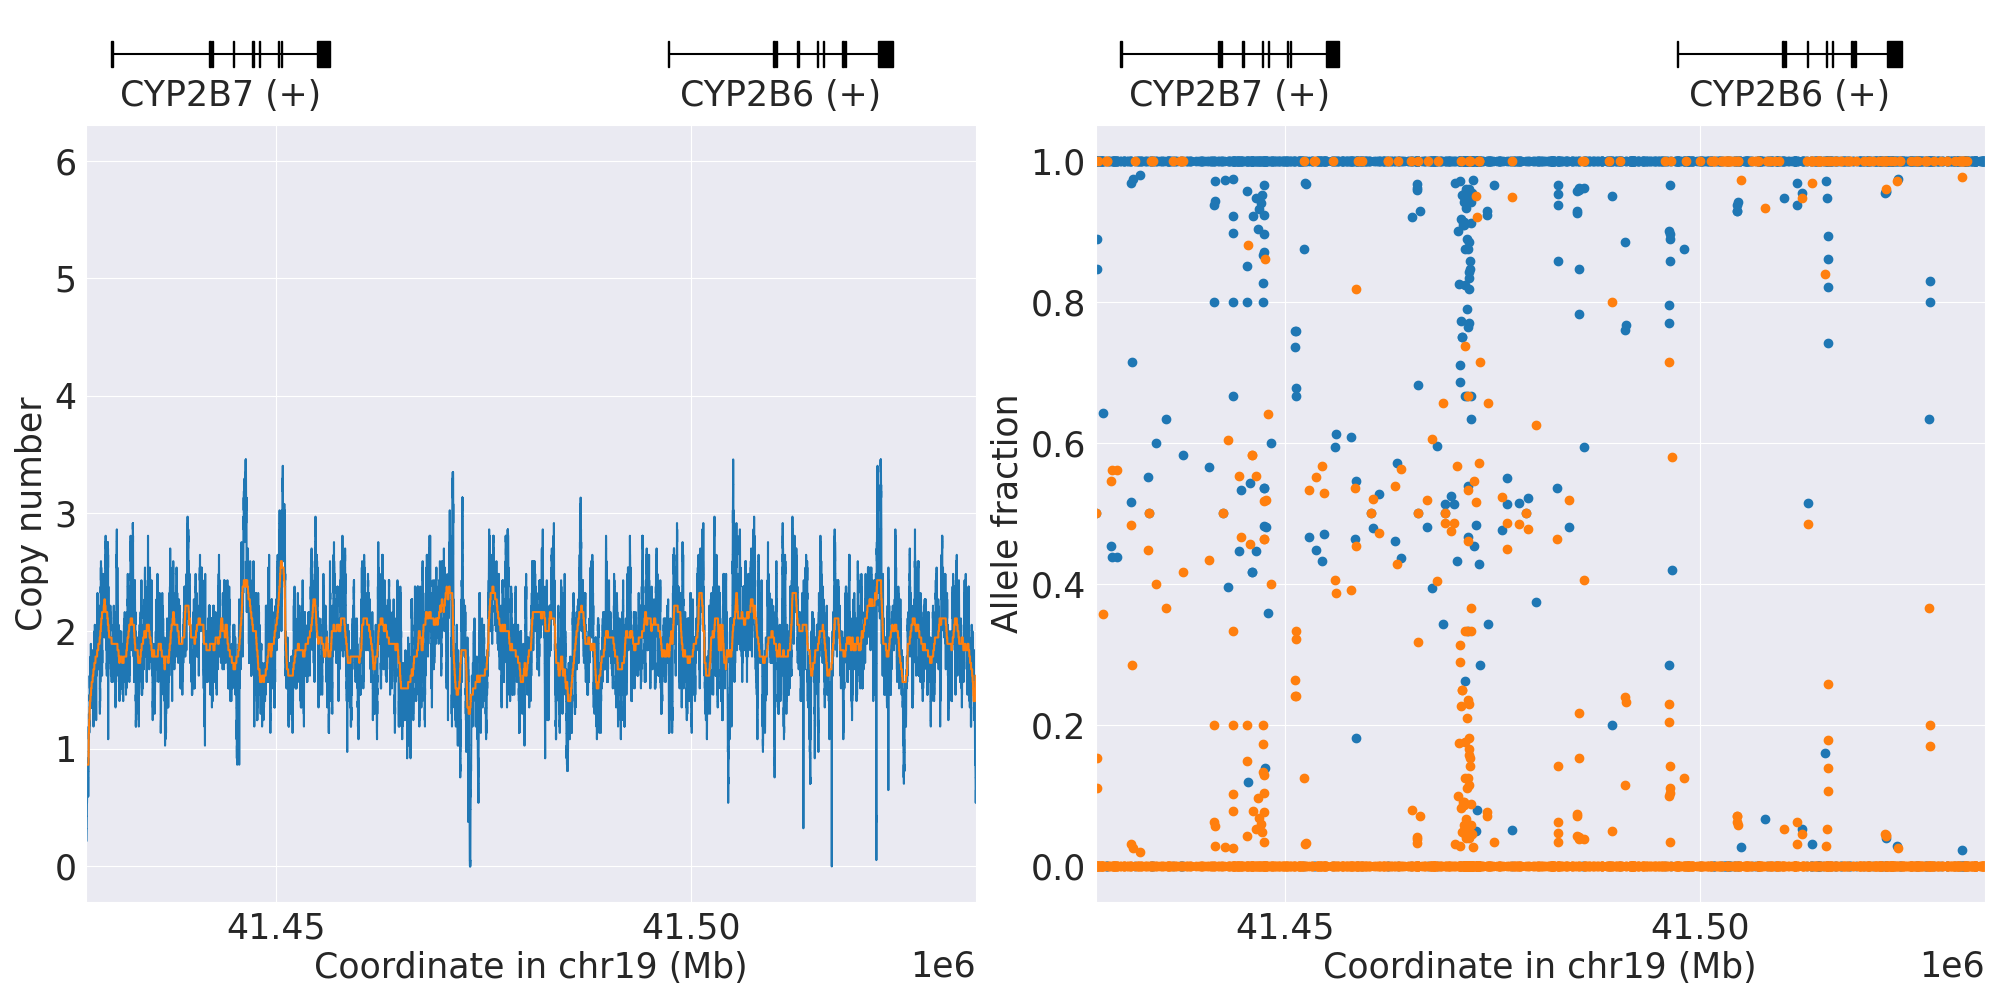 CYP2B7 (+)
CYP2B6 (+)
6
5
4
3
2
1
0
Copy number
41.45
41.50
Coordinate in chr19 (Mb)
1e6
CYP2B7 (+)
CYP2B6 (+)
1.0
0.8
0.6
0.4
0.2
0.0
Allele fraction
41.45
41.50
Coordinate in chr19 (Mb)
1e6